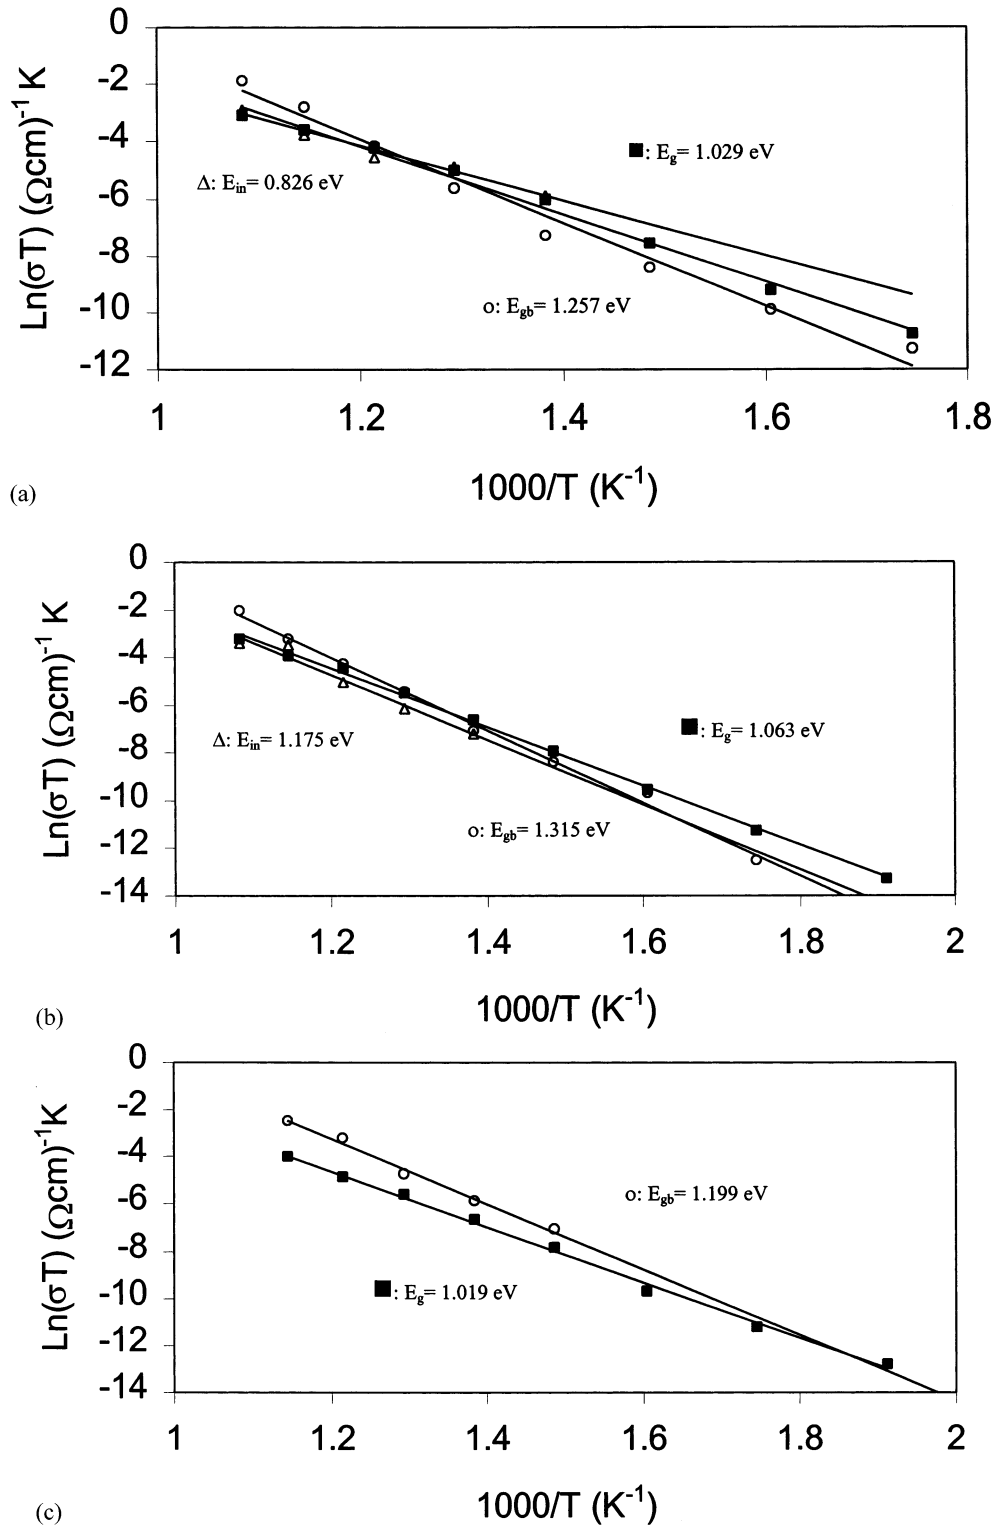 0
-2
-4
-6
-8
-10
-12
Ln(σT) (Ωcm)⁻¹ K
■: Eg= 1.029 eV
Δ: Ein= 0.826 eV
o: Egb= 1.257 eV
1 1.2 1.4 1.6 1.8
1000/T (K⁻¹)
(a)
0
-2
-4
-6
-8
-10
-12
-14
Ln(σT) (Ωcm)⁻¹ K
■: Eg= 1.063 eV
Δ: Ein= 1.175 eV
o: Egb= 1.315 eV
1 1.2 1.4 1.6 1.8 2
1000/T (K⁻¹)
(b)
0
-2
-4
-6
-8
-10
-12
-14
Ln(σT) (Ωcm)⁻¹K
o: Egb= 1.199 eV
■: Eg= 1.019 eV
1 1.2 1.4 1.6 1.8 2
1000/T (K⁻¹)
(c)